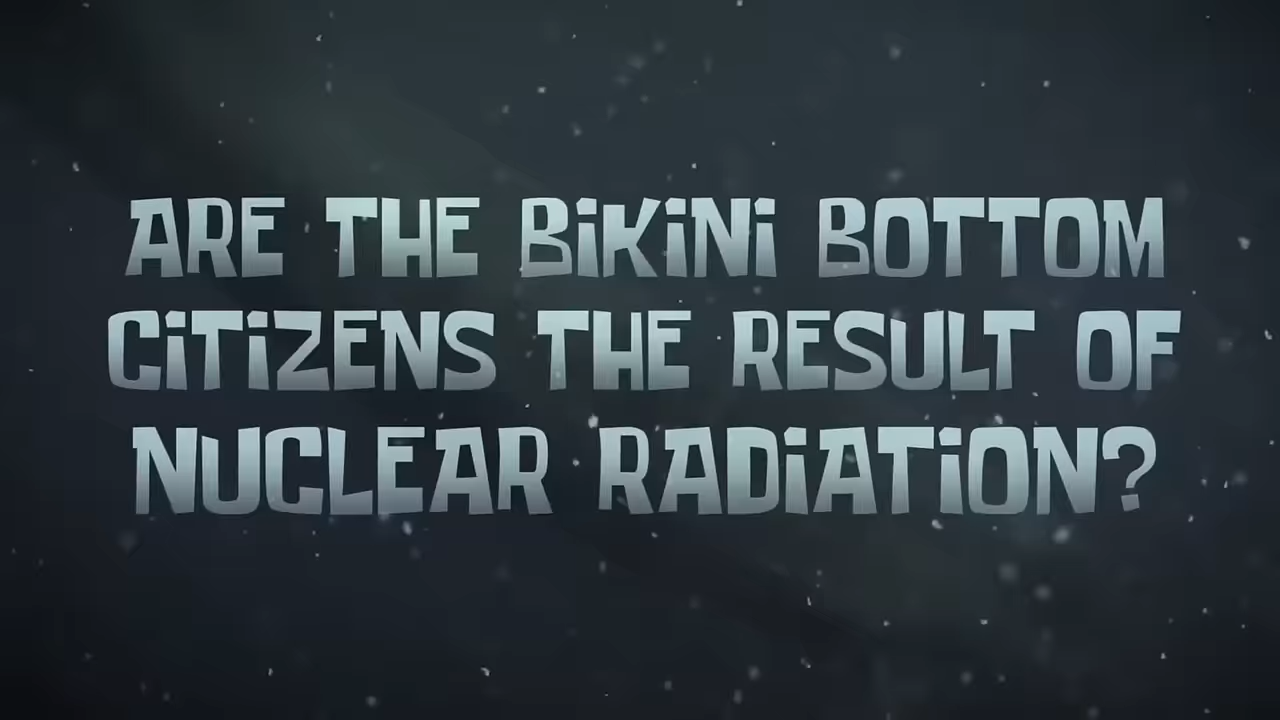 ARE THE BiKiNi BOTTOM
CiTiZENS THE RESULT OF
NUCLEAR RADiATiON?